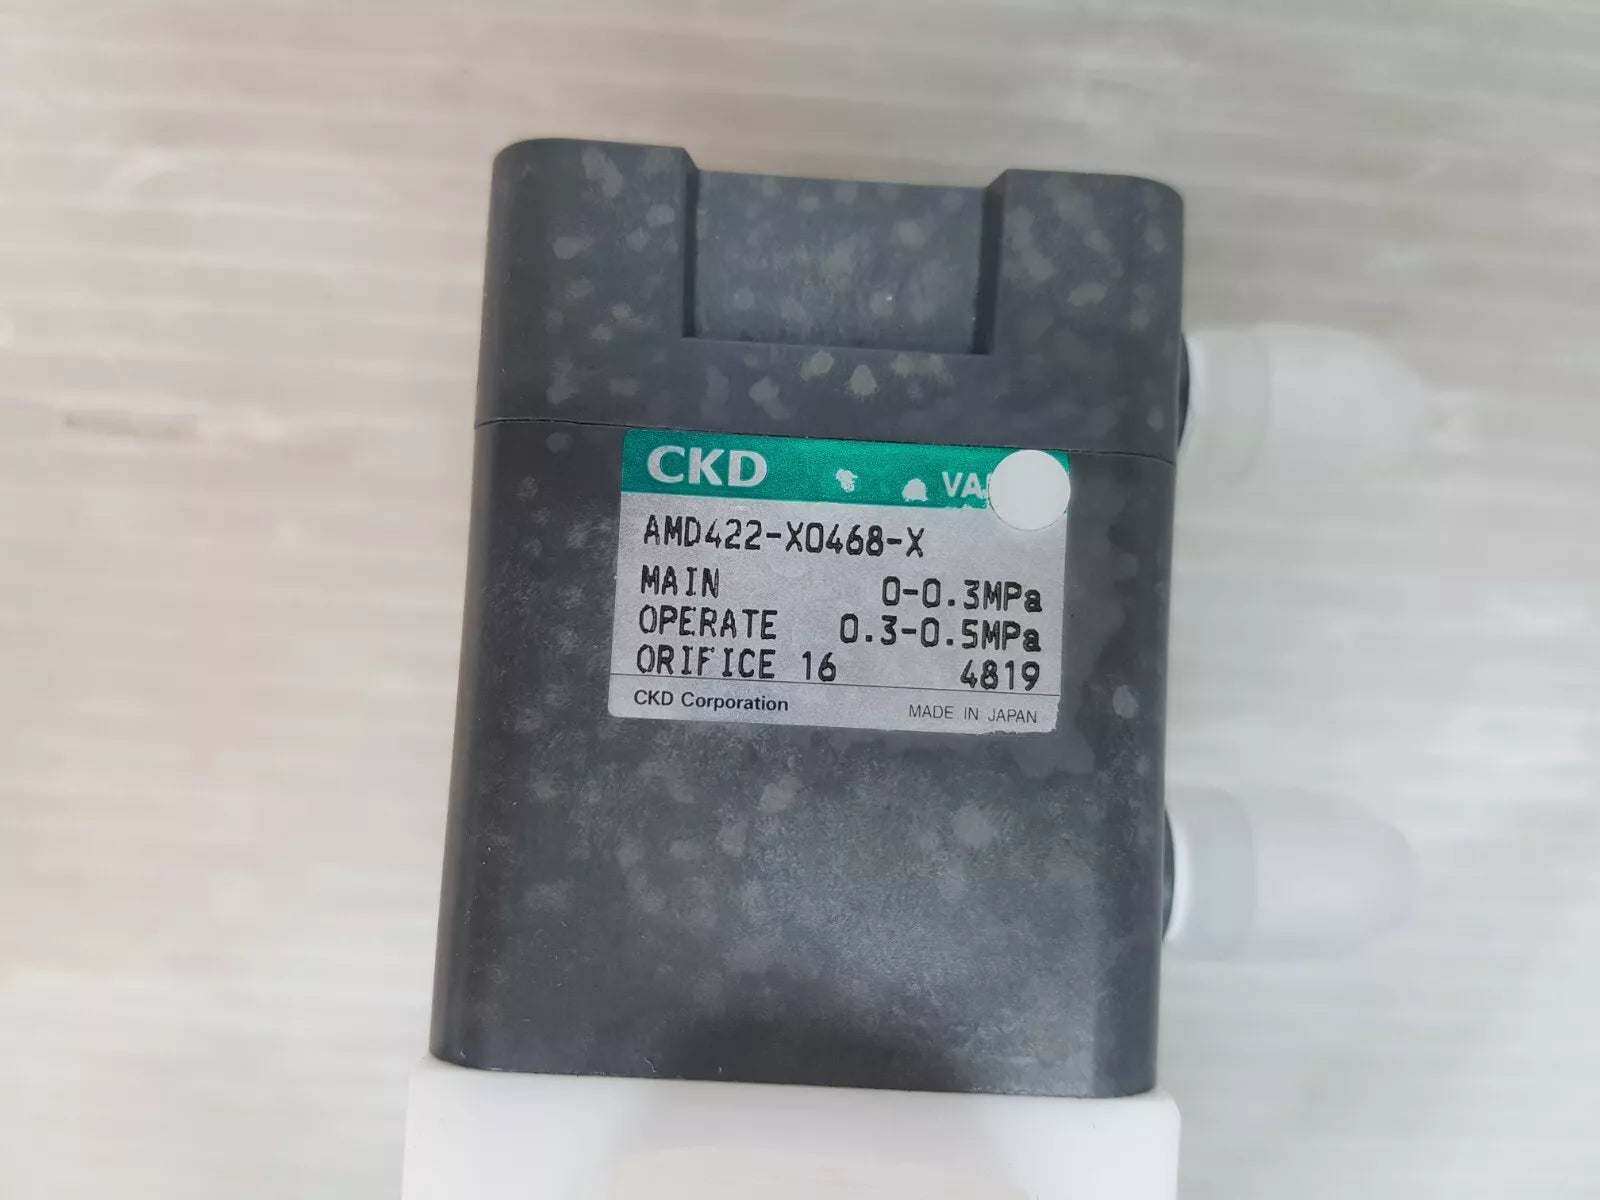 CKD
AMD422-X0468-X
MAIN 0-0.3MPa
OPERATE 0.3-0.5MPa
ORIFICE 16 4819
CKD Corporation MADE IN JAPAN